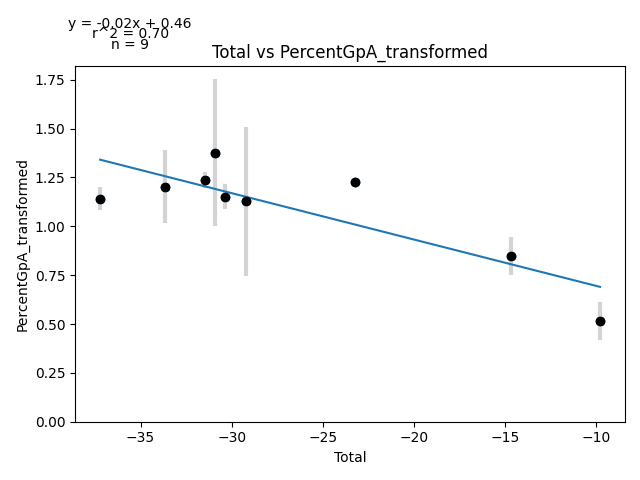 y = -0.02x + 0.46
r^2 = 0.70
n = 9
Total vs PercentGpA_transformed
PercentGpA_transformed
1.75
1.50
1.25
1.00
0.75
0.50
0.25
0.00
−35 −30 −25 −20 −15 −10
Total